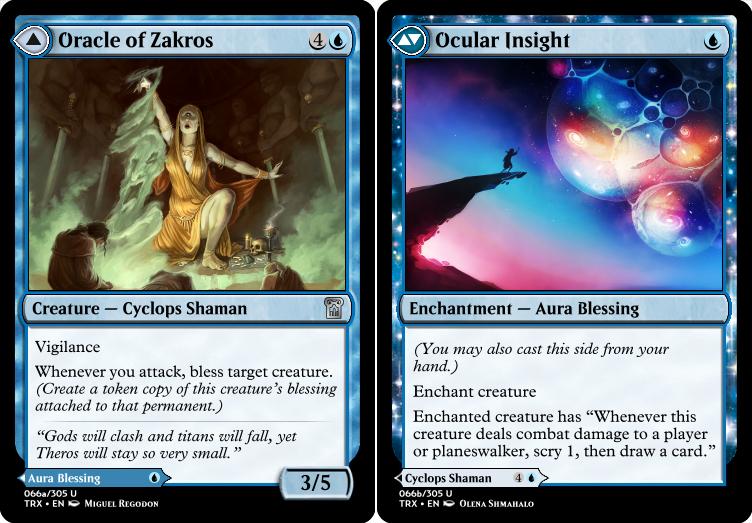 Oracle of Zakros 4
Creature — Cyclops Shaman
Vigilance
Whenever you attack, bless target creature.
(Create a token copy of this creature's blessing
attached to that permanent.)
"Gods will clash and titans will fall, yet
Theros will stay so very small."
Aura Blessing
3/5
066a/305 U
TRX • EN Miguel Regodon
Ocular Insight
Enchantment — Aura Blessing
(You may also cast this side from your
hand.)
Enchant creature
Enchanted creature has "Whenever this
creature deals combat damage to a player
or planeswalker, scry 1, then draw a card."
Cyclops Shaman 4
066b/305 U
TRX • EN Olena Shmahalo